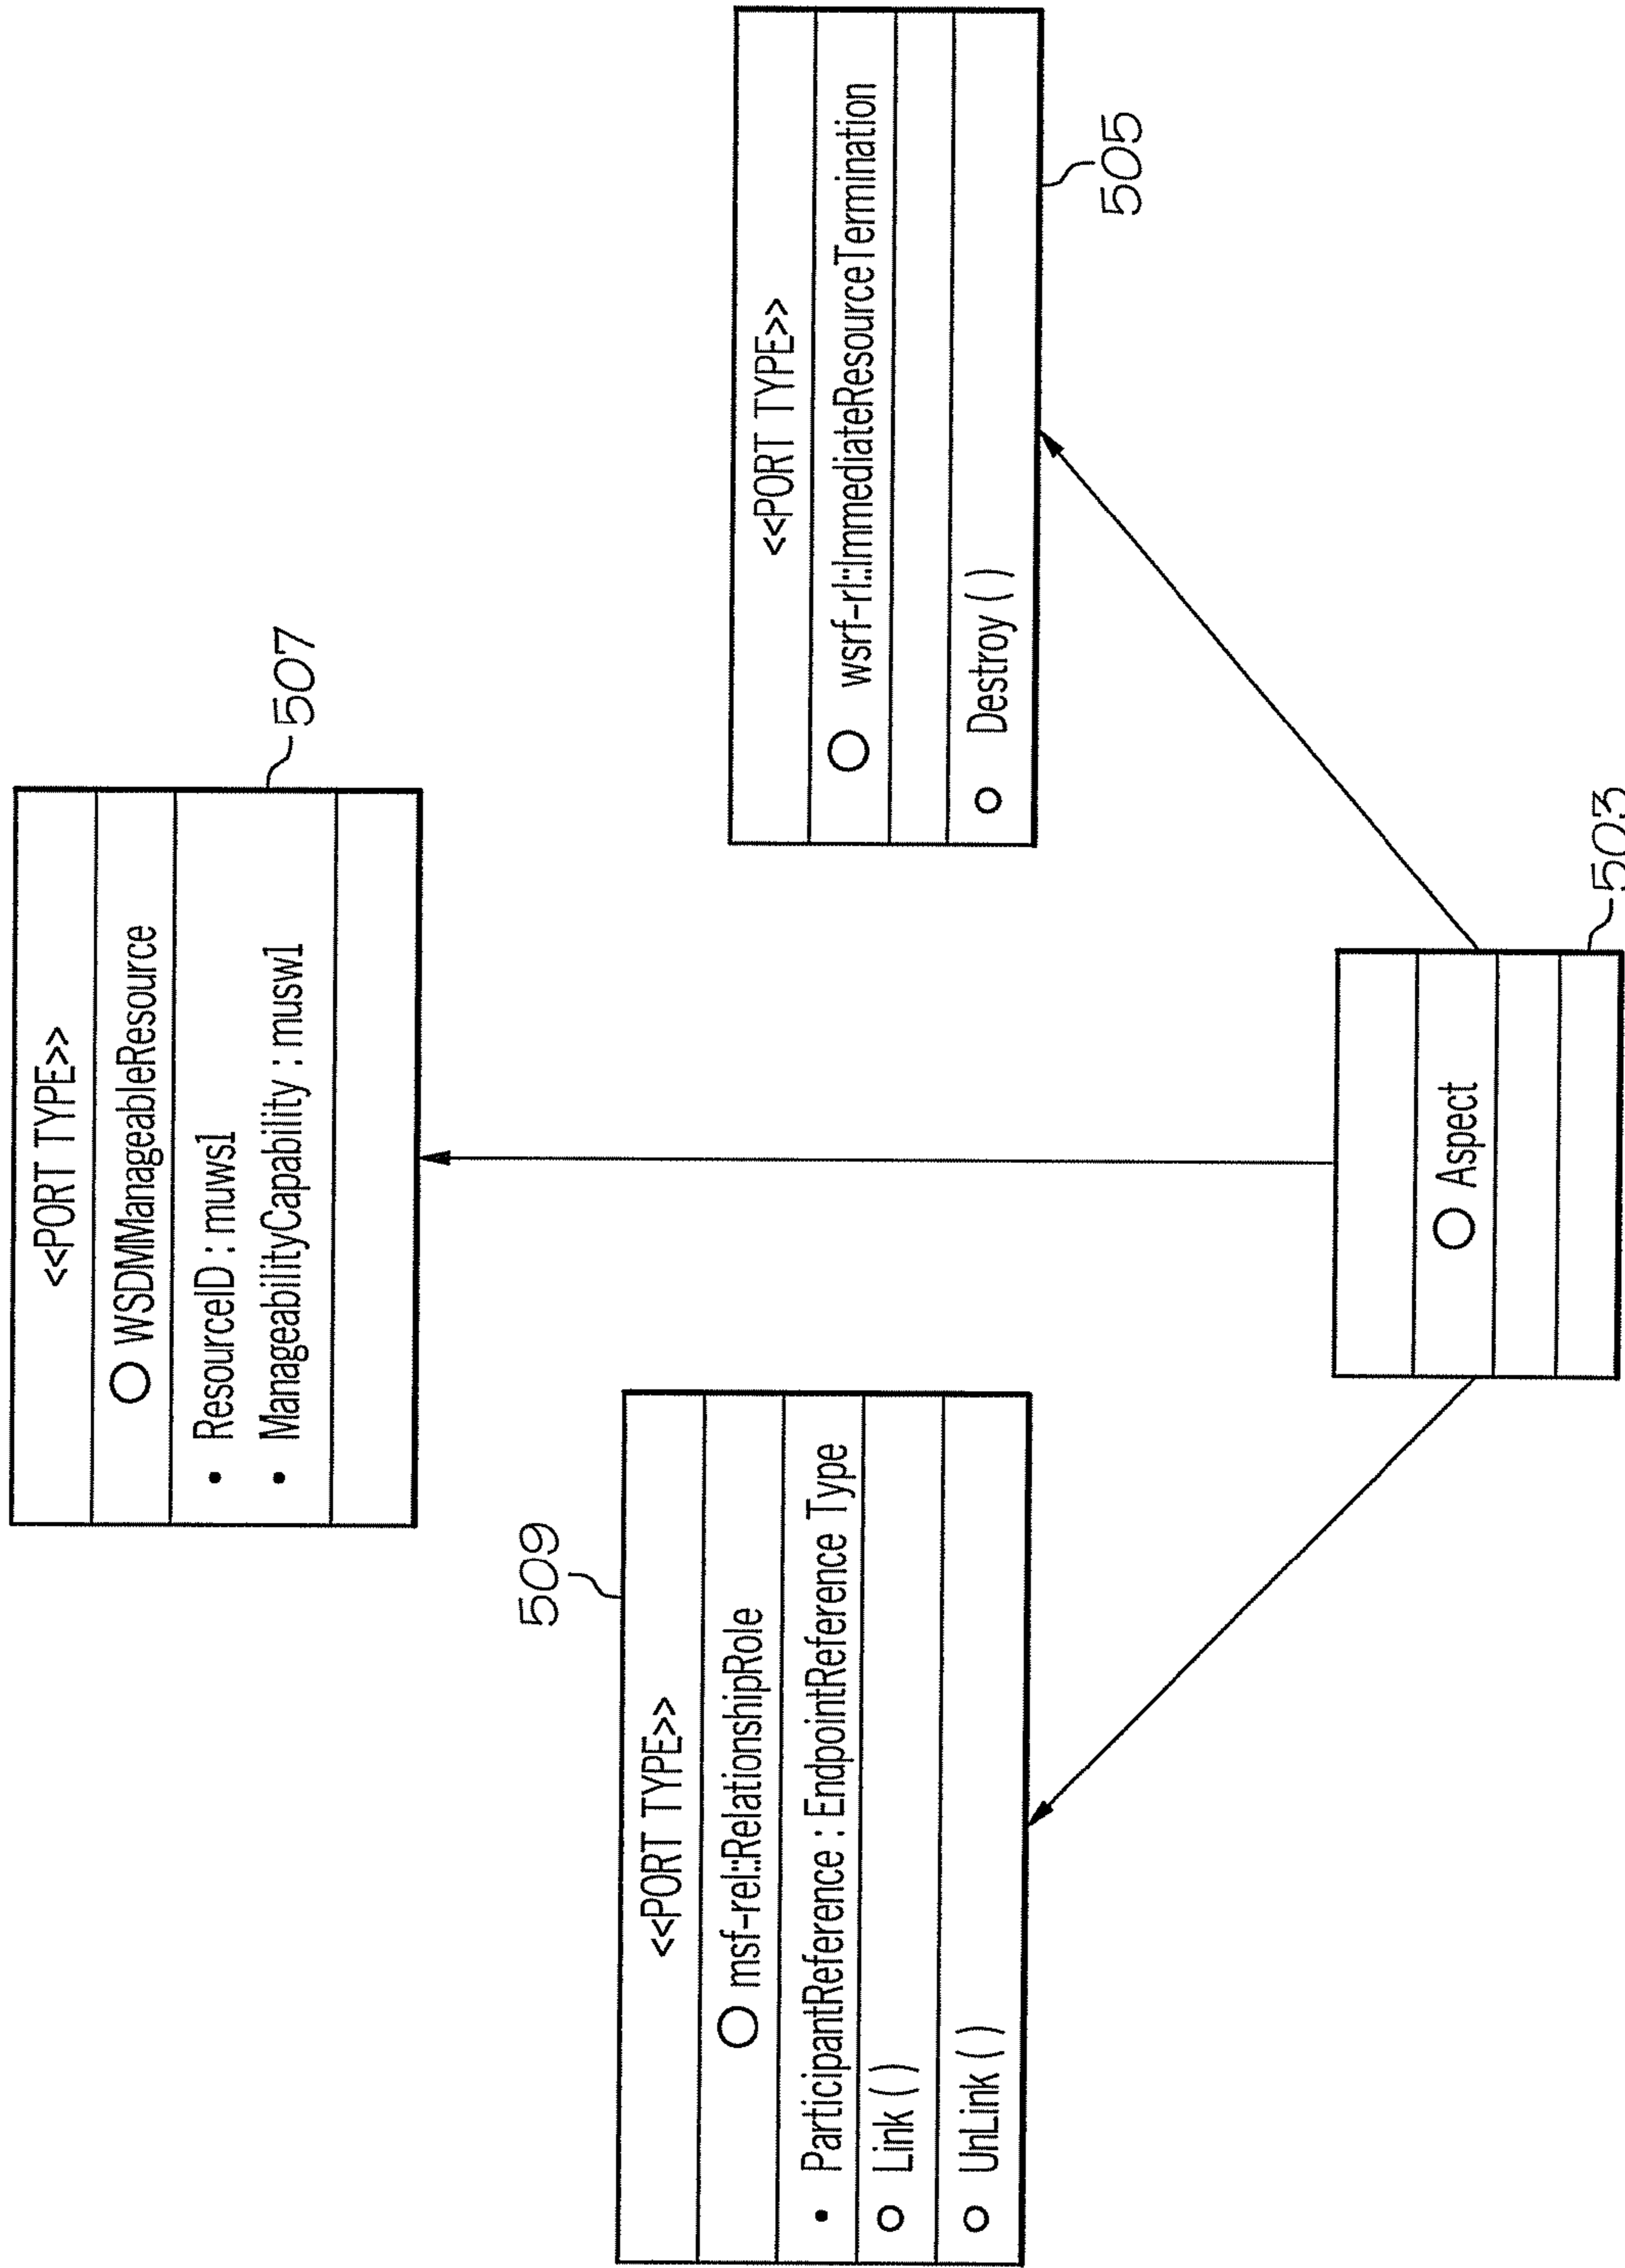 <<PORT TYPE>>
WSDMManageableResource
• ResourceID : muws1
• ManageabilityCapability : musw1
507
509
<<PORT TYPE>>
msf-rel::RelationshipRole
• ParticipantReference : EndpointReference Type
Link ( )
UnLink ( )
<<PORT TYPE>>
wsrf-rl::ImmediateResourceTermination
Destroy ( )
505
Aspect
503